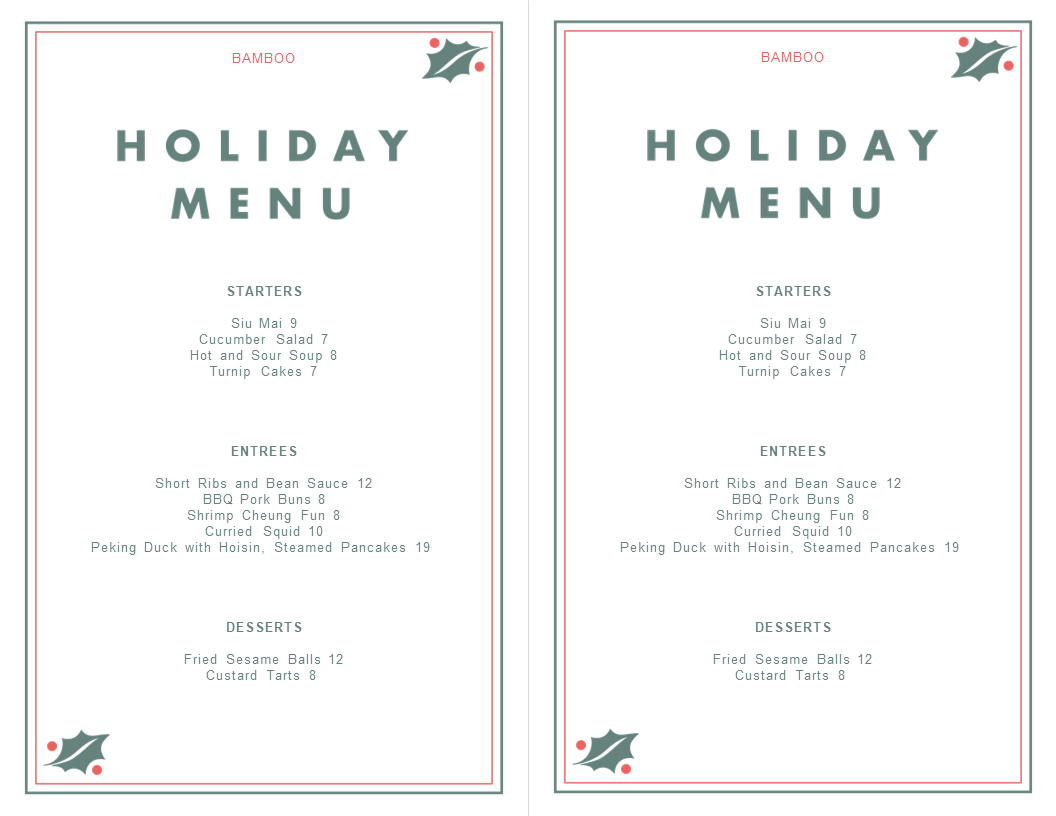 BAMBOO
HOLIDAY
MENU
STARTERS
Siu Mai 9
Cucumber Salad 7
Hot and Sour Soup 8
Turnip Cakes 7
ENTREES
Short Ribs and Bean Sauce 12
BBQ Pork Buns 8
Shrimp Cheung Fun 8
Curried Squid 10
Peking Duck with Hoisin, Steamed Pancakes 19
DESSERTS
Fried Sesame Balls 12
Custard Tarts 8
BAMBOO
HOLIDAY
MENU
STARTERS
Siu Mai 9
Cucumber Salad 7
Hot and Sour Soup 8
Turnip Cakes 7
ENTREES
Short Ribs and Bean Sauce 12
BBQ Pork Buns 8
Shrimp Cheung Fun 8
Curried Squid 10
Peking Duck with Hoisin, Steamed Pancakes 19
DESSERTS
Fried Sesame Balls 12
Custard Tarts 8